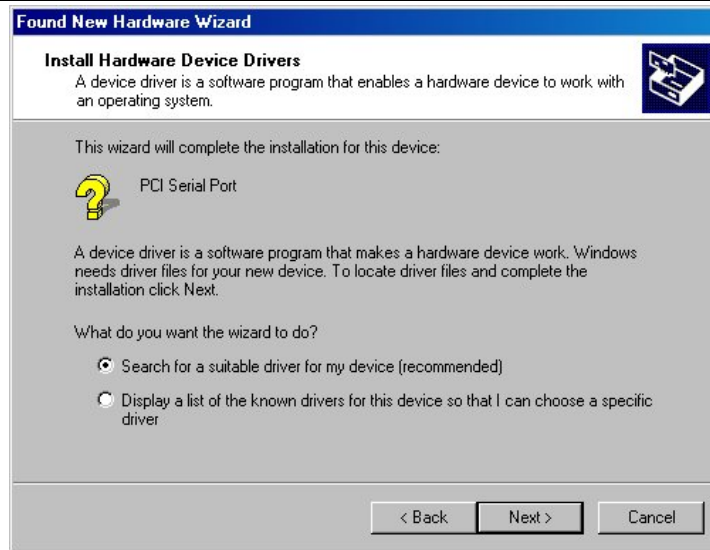 Found New Hardware Wizard
Install Hardware Device Drivers
A device driver is a software program that enables a hardware device to work with
an operating system.
This wizard will complete the installation for this device:
PCI Serial Port
A device driver is a software program that makes a hardware device work. Windows
needs driver files for your new device. To locate driver files and complete the
installation click Next.
What do you want the wizard to do?
Search for a suitable driver for my device (recommended)
Display a list of the known drivers for this device so that I can choose a specific
driver
< Back
Next >
Cancel